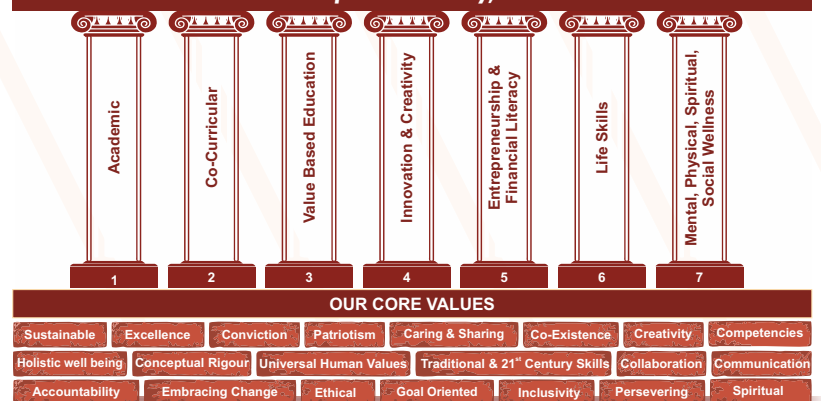 Academic
Co-Curricular
Value Based Education
Innovation & Creativity
Entrepreneurship &
Financial Literacy
Life Skills
Mental, Physical, Spiritual,
Social Wellness
1 2 3 4 5 6 7
OUR CORE VALUES
Sustainable Excellence Conviction Patriotism Caring & Sharing Co-Existence Creativity Competencies
Holistic well being Conceptual Rigour Universal Human Values Traditional & 21st Century Skills Collaboration Communication
Accountability Embracing Change Ethical Goal Oriented Inclusivity Persevering Spiritual